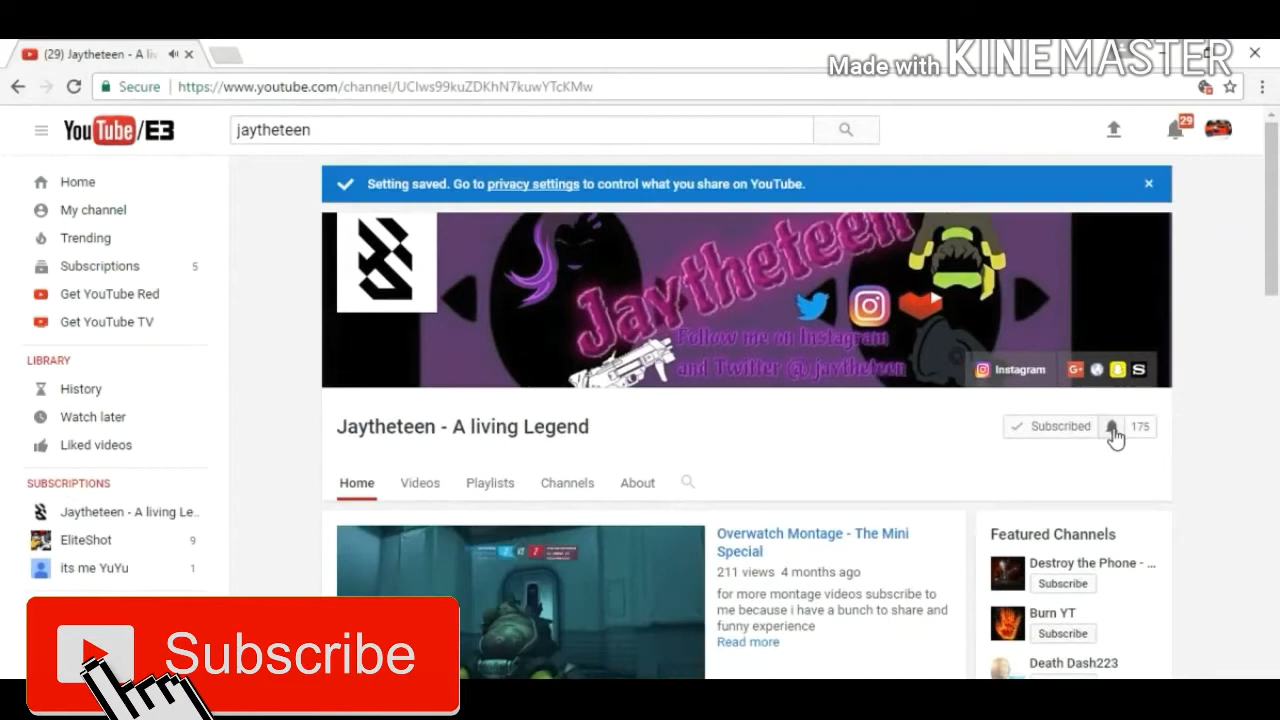 (29) Jaytheteen - A li
Made with KINEMASTER
Secure https://www.youtube.com/channel/UCIws99kuZDKhN7kuwYTcKMw
YouTube/E3
jaytheteen
29
Home
My channel
Trending
Subscriptions 5
Get YouTube Red
Get YouTube TV
LIBRARY
History
Watch later
Liked videos
SUBSCRIPTIONS
Jaytheteen - A living Le...
EliteShot 9
its me YuYu 1
Setting saved. Go to privacy settings to control what you share on YouTube.
Jaytheteen
Follow me on Instagram
and Twitter @jaytheteen
Instagram
Jaytheteen - A living Legend
Subscribed 175
Home Videos Playlists Channels About
Overwatch Montage - The Mini
Special
211 views 4 months ago
for more montage videos subscribe to
me because i have a bunch to share and
funny experience
Read more
Featured Channels
Destroy the Phone - ...
Subscribe
Burn YT
Subscribe
Death Dash223
Subscribe